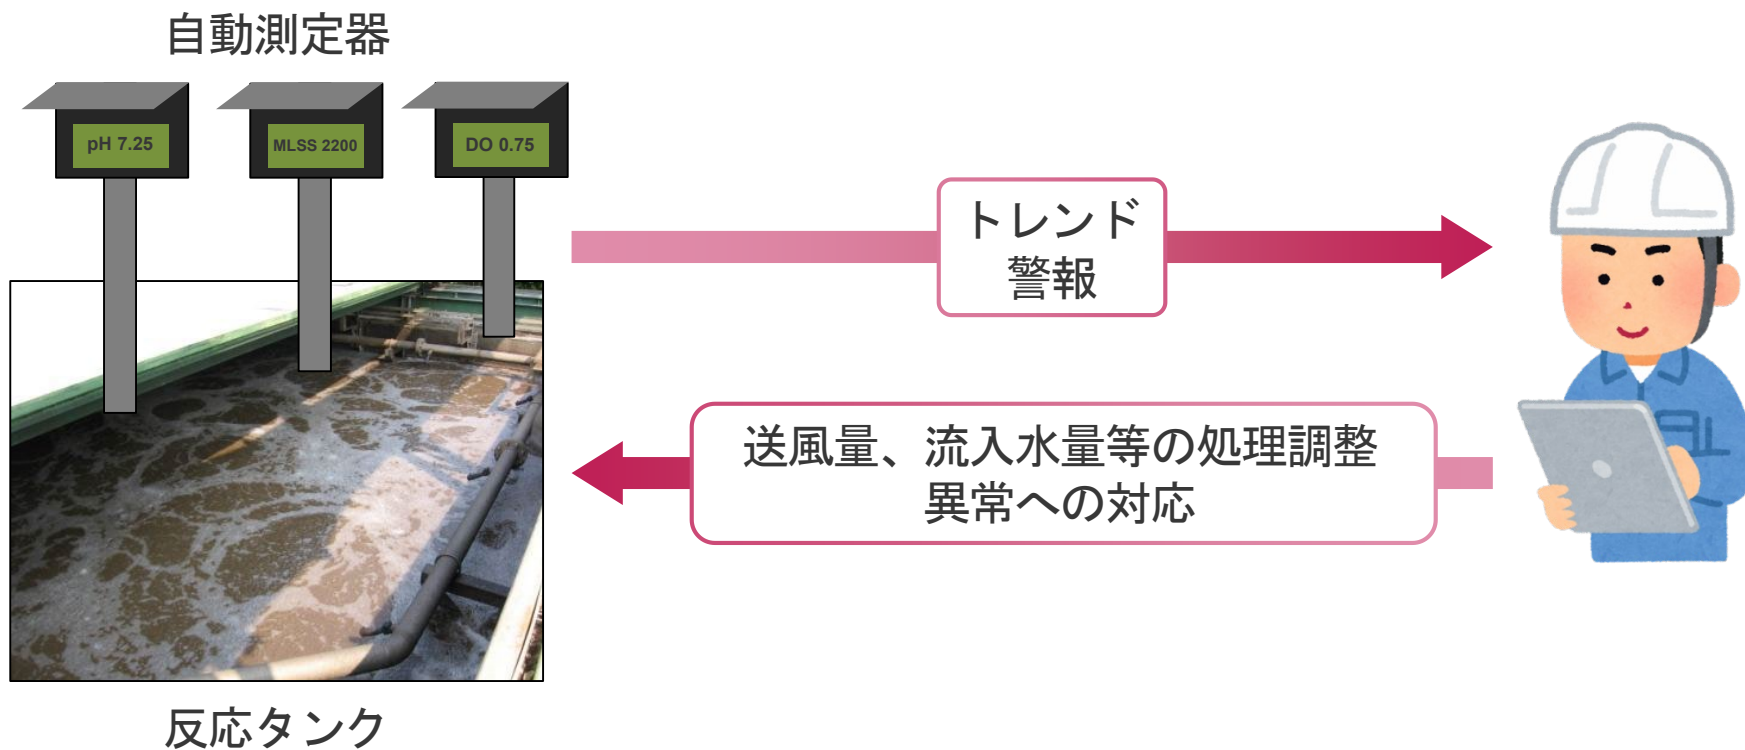 自動測定器
pH 7.25
MLSS 2200
DO 0.75
トレンド
警報
送風量、流入水量等の処理調整
異常への対応
反応タンク